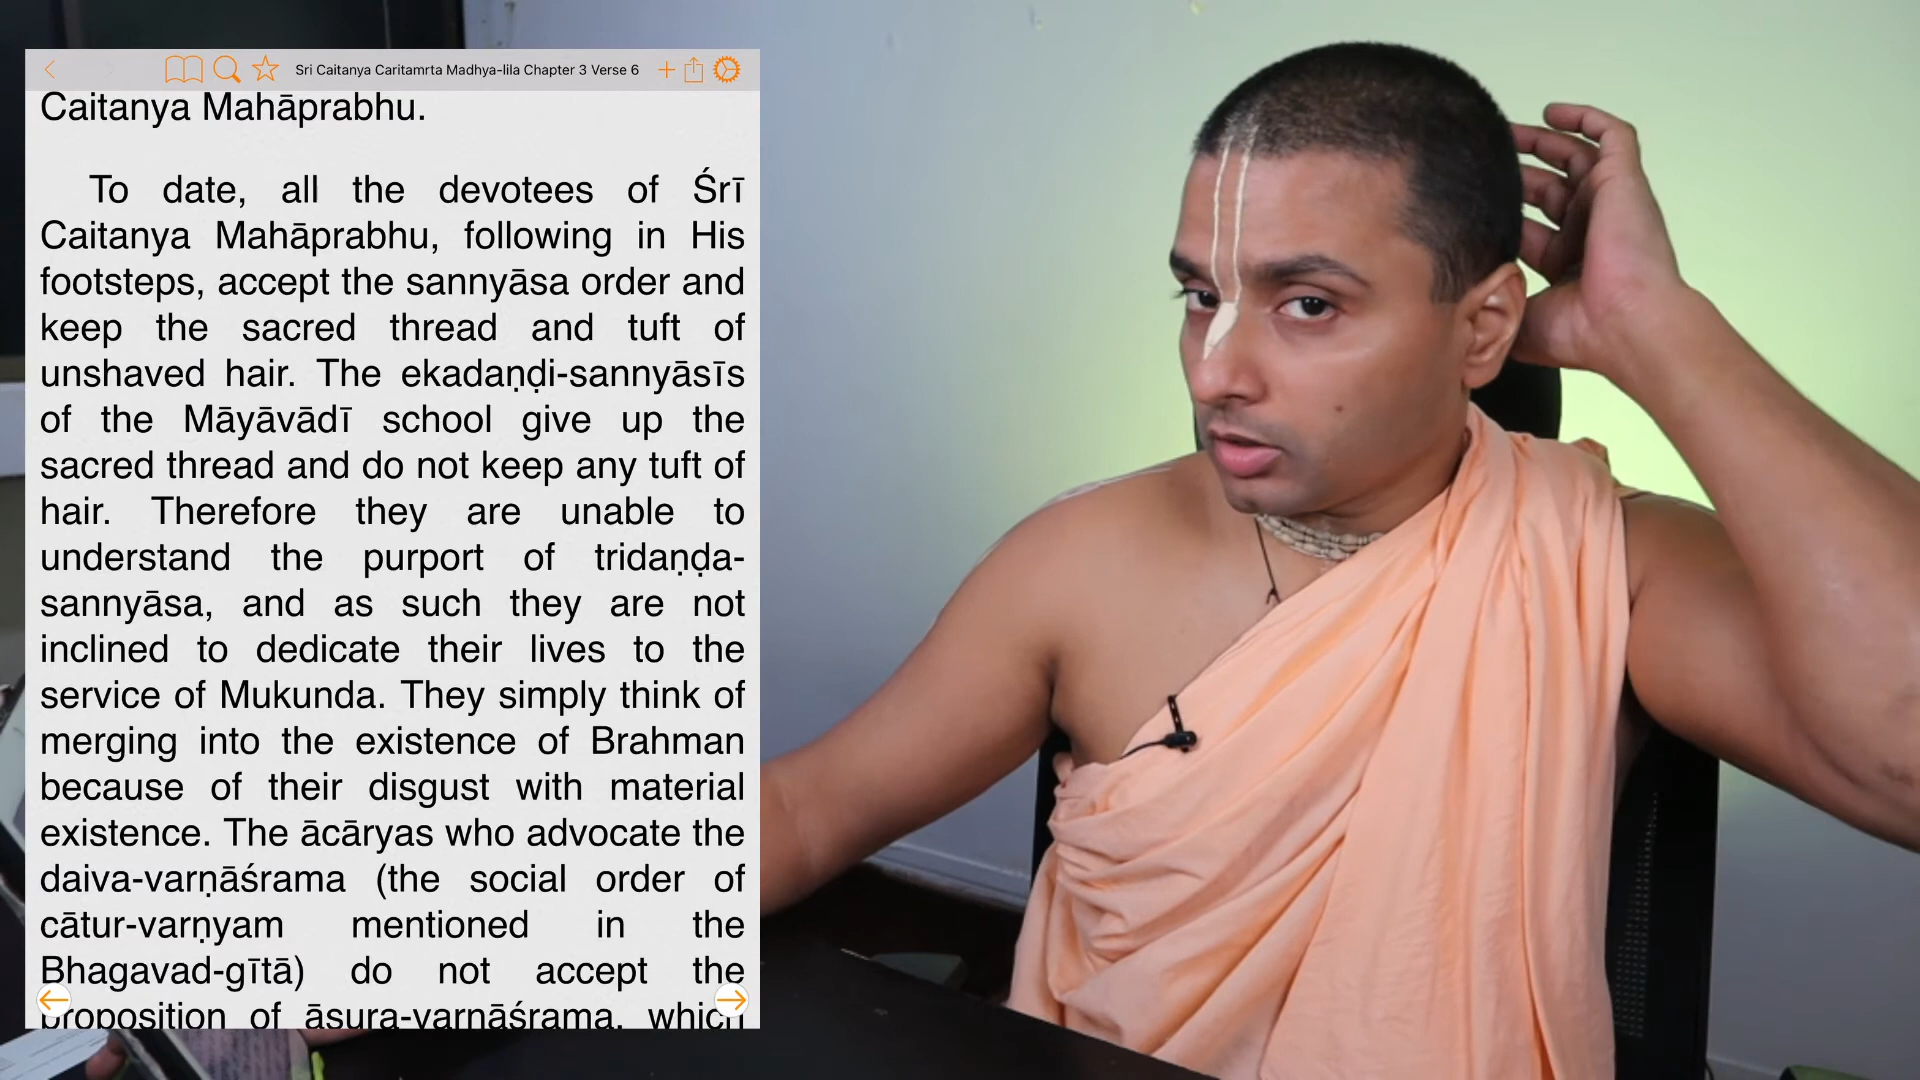 Sri Caitanya Caritamrta Madhya-lila Chapter 3 Verse 6
Caitanya Mahāprabhu.
To date, all the devotees of Śrī
Caitanya Mahāprabhu, following in His
footsteps, accept the sannyāsa order and
keep the sacred thread and tuft of
unshaved hair. The ekadaṇḍi-sannyāsīs
of the Māyāvādī school give up the
sacred thread and do not keep any tuft of
hair. Therefore they are unable to
understand the purport of tridaṇḍa-
sannyāsa, and as such they are not
inclined to dedicate their lives to the
service of Mukunda. They simply think of
merging into the existence of Brahman
because of their disgust with material
existence. The ācāryas who advocate the
daiva-varṇāśrama (the social order of
cātur-varṇyam mentioned in the
Bhagavad-gītā) do not accept the
proposition of āsura-varṇāśrama, which